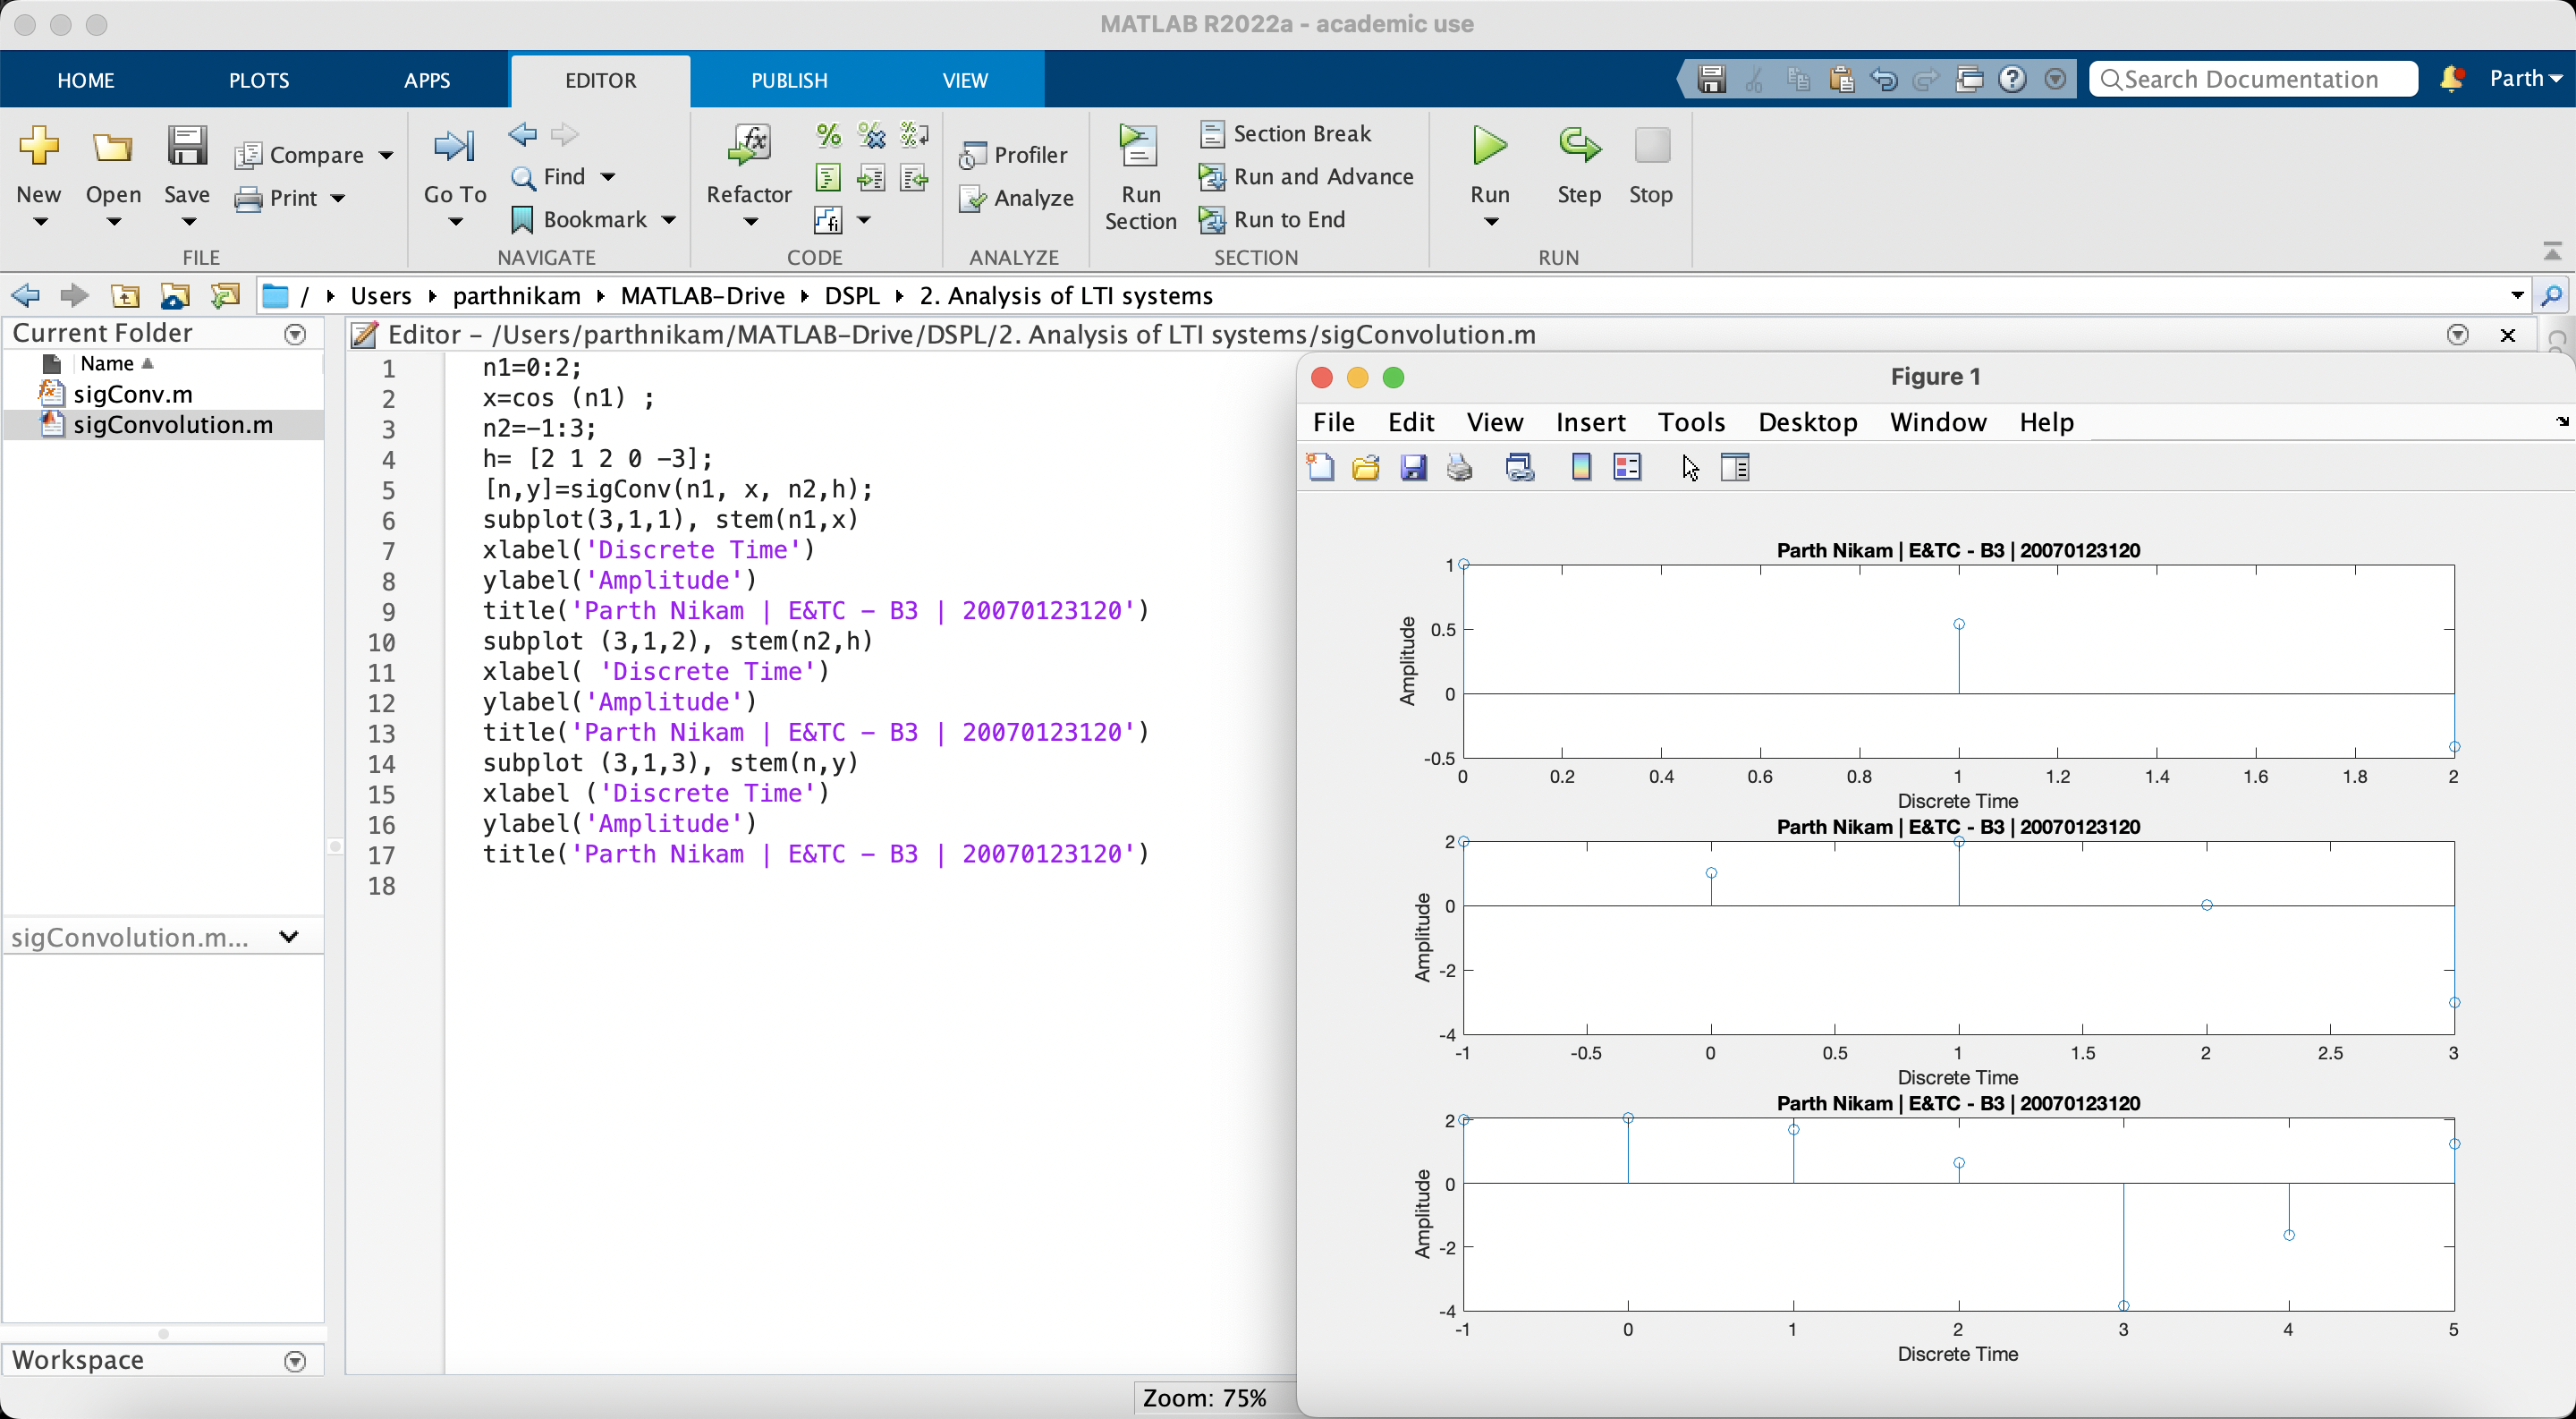 MATLAB R2022a - academic use
HOME PLOTS APPS EDITOR PUBLISH VIEW
Search Documentation
Parth
New
Open
Save
Compare
Print
FILE
Go To
Find
Bookmark
NAVIGATE
Refactor
CODE
Profiler
Analyze
ANALYZE
Run Section
Section Break
Run and Advance
Run to End
SECTION
Run
Step
Stop
RUN
/ Users parthnikam MATLAB-Drive DSPL 2. Analysis of LTI systems
Current Folder
Name
sigConv.m
sigConvolution.m
sigConvolution.m...
Workspace
Editor - /Users/parthnikam/MATLAB-Drive/DSPL/2. Analysis of LTI systems/sigConvolution.m
1 n1=0:2;
2 x=cos (n1) ;
3 n2=-1:3;
4 h= [2 1 2 0 -3];
5 [n,y]=sigConv(n1, x, n2,h);
6 subplot(3,1,1), stem(n1,x)
7 xlabel('Discrete Time')
8 ylabel('Amplitude')
9 title('Parth Nikam | E&TC - B3 | 20070123120')
10 subplot (3,1,2), stem(n2,h)
11 xlabel( 'Discrete Time')
12 ylabel('Amplitude')
13 title('Parth Nikam | E&TC - B3 | 20070123120')
14 subplot (3,1,3), stem(n,y)
15 xlabel ('Discrete Time')
16 ylabel('Amplitude')
17 title('Parth Nikam | E&TC - B3 | 20070123120')
18
Zoom: 75%
Figure 1
File Edit View Insert Tools Desktop Window Help
Parth Nikam | E&TC - B3 | 20070123120
Amplitude
1
0.5
0
-0.5
0 0.2 0.4 0.6 0.8 1 1.2 1.4 1.6 1.8 2
Discrete Time
Parth Nikam | E&TC - B3 | 20070123120
Amplitude
2
0
-2
-4
-1 -0.5 0 0.5 1 1.5 2 2.5 3
Discrete Time
Parth Nikam | E&TC - B3 | 20070123120
Amplitude
2
0
-2
-4
-1 0 1 2 3 4 5
Discrete Time